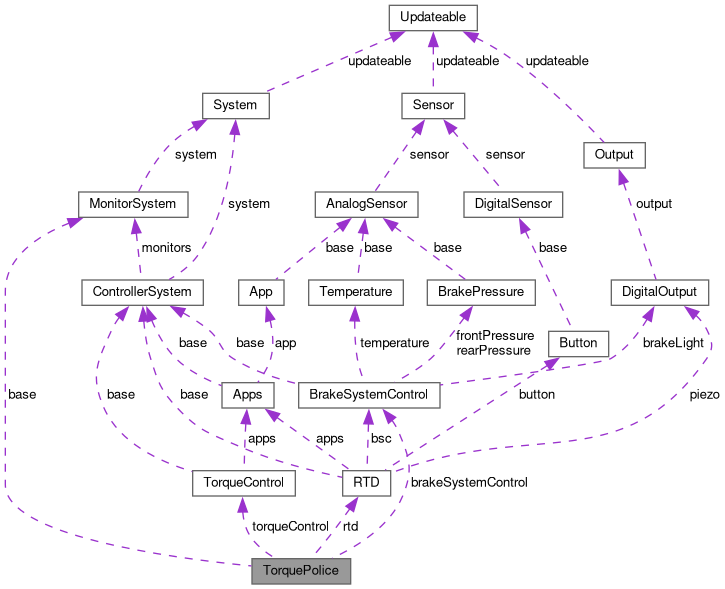 Updateable
updateable
updateable
updateable
System
Sensor
Output
system
sensor
sensor
system
output
MonitorSystem
AnalogSensor
DigitalSensor
monitors
base
base
base
base
ControllerSystem
App
Temperature
BrakePressure
DigitalOutput
base
base
app
temperature
frontPressure
rearPressure
Button
brakeLight
base
base
base
Apps
BrakeSystemControl
button
piezo
apps
apps
bsc
TorqueControl
RTD
brakeSystemControl
torqueControl
rtd
TorquePolice